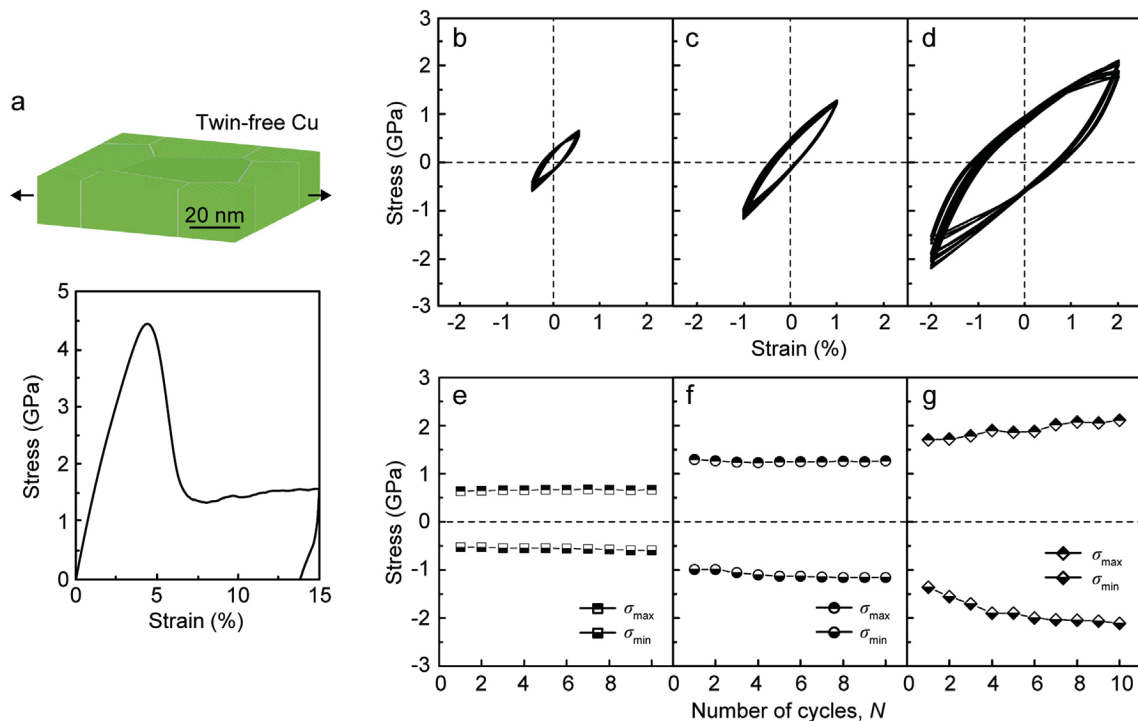 a
Twin-free Cu
20 nm
5
4
3
2
1
0
Stress (GPa)
0 5 10 15
Strain (%)
b c d
3
2
1
0
-1
-2
-3
Stress (GPa)
-2 -1 0 1 2 -2 -1 0 1 2 -2 -1 0 1 2
Strain (%)
e f g
3
2
1
0
-1
-2
-3
Stress (GPa)
σmax
σmin
σmax
σmin
σmax
σmin
0 2 4 6 8 0 2 4 6 8 0 2 4 6 8 10
Number of cycles, N